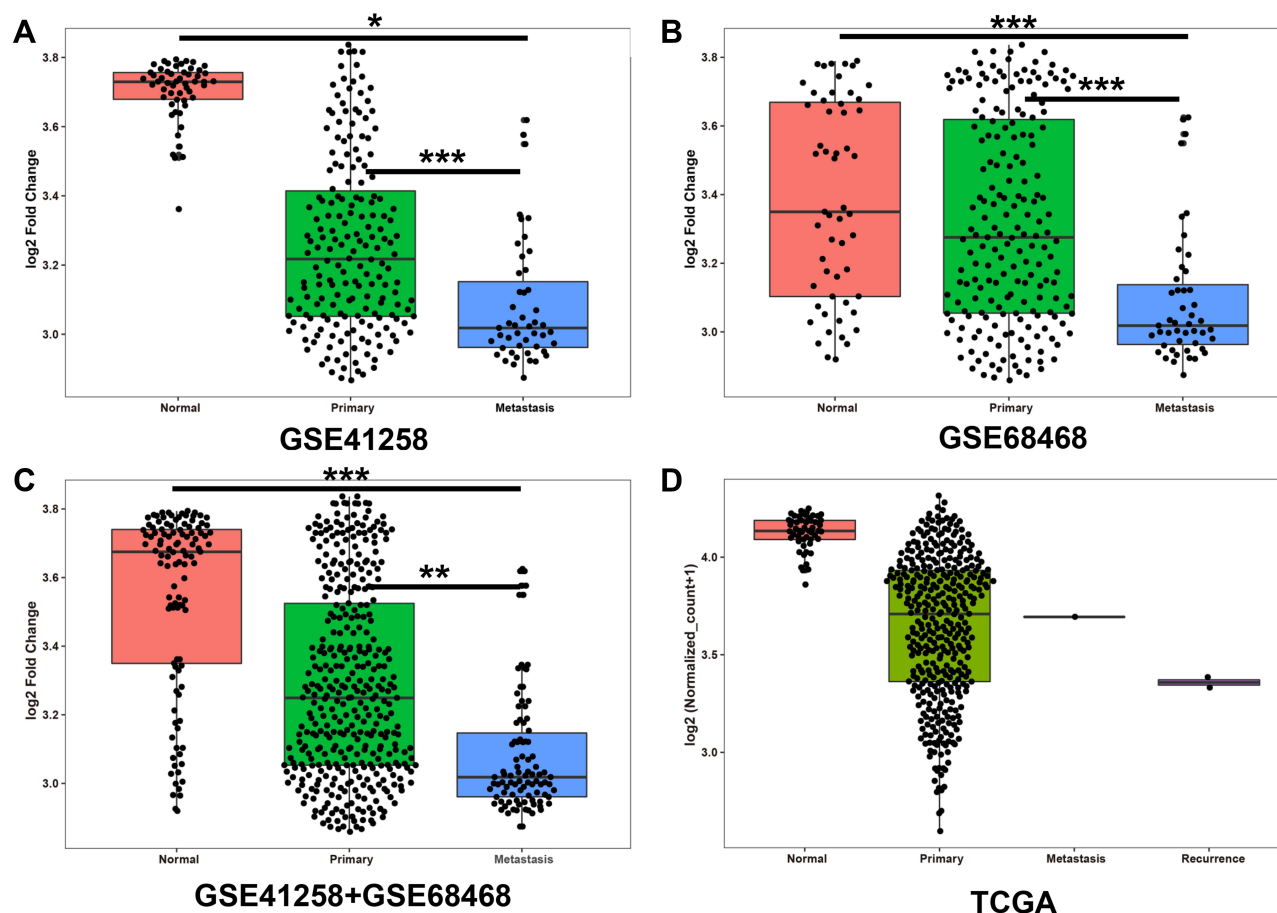 A
*
***
log2 Fold Change
3.8
3.6
3.4
3.2
3.0
Normal Primary Metastasis
GSE41258
B
***
***
log2 Fold Change
3.8
3.6
3.4
3.2
3.0
Normal Primary Metastasis
GSE68468
C
***
**
log2 Fold Change
3.8
3.6
3.4
3.2
3.0
Normal Primary Metastasis
GSE41258+GSE68468
D
log2 (Normalized_count+1)
4.0
3.5
3.0
Normal Primary Metastasis Recurrence
TCGA